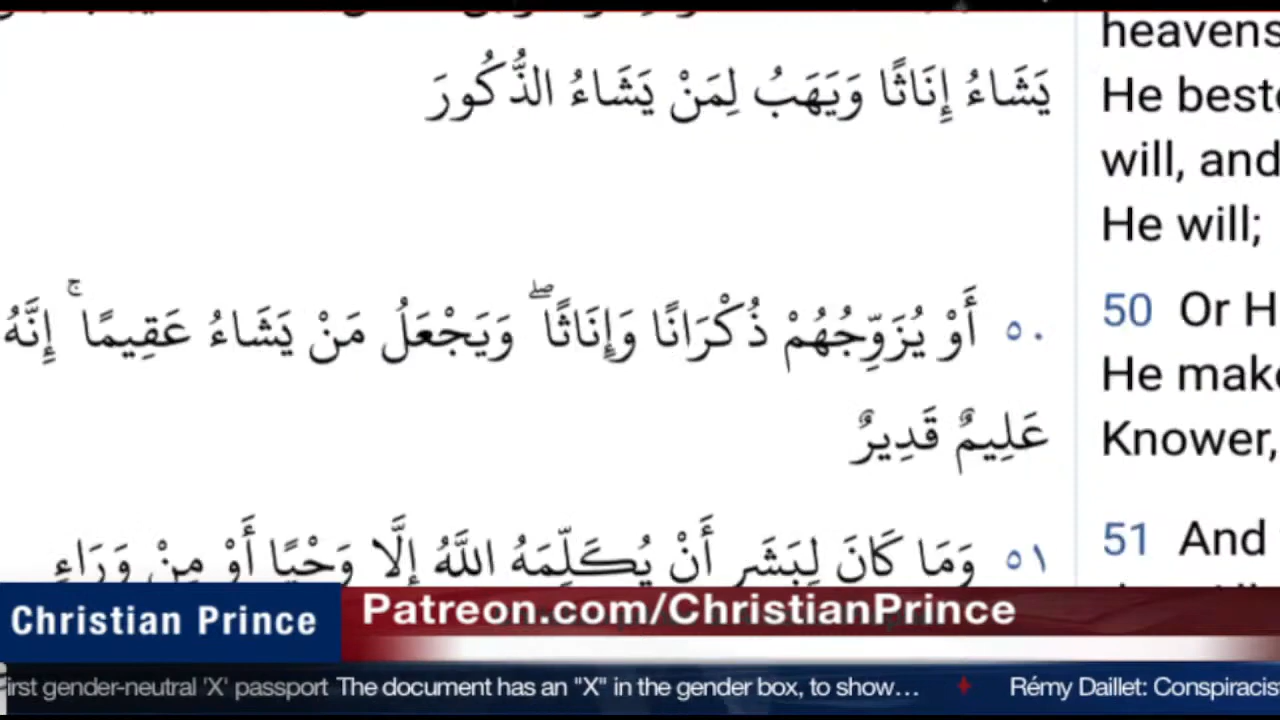 يَشَاءُ إِنَاثًا وَيَهَبُ لِمَنْ يَشَاءُ الذُّكُورَ
٥٠ أَوْ يُزَوِّجُهُمْ ذُكْرَانًا وَإِنَاثًا ۖ وَيَجْعَلُ مَنْ يَشَاءُ عَقِيمًا ۚ إِنَّهُ
عَلِيمٌ قَدِيرٌ
٥١ وَمَا كَانَ لِبَشَرٍ أَنْ يُكَلِّمَهُ اللَّهُ إِلَّا وَحْيًا أَوْ مِنْ وَرَاءِ
heavens
He besto
will, and
He will;
50 Or H
He make
Knower,
51 And
Christian Prince
Patreon.com/ChristianPrince
irst gender-neutral 'X' passport The document has an "X" in the gender box, to show… Rémy Daillet: Conspiracis